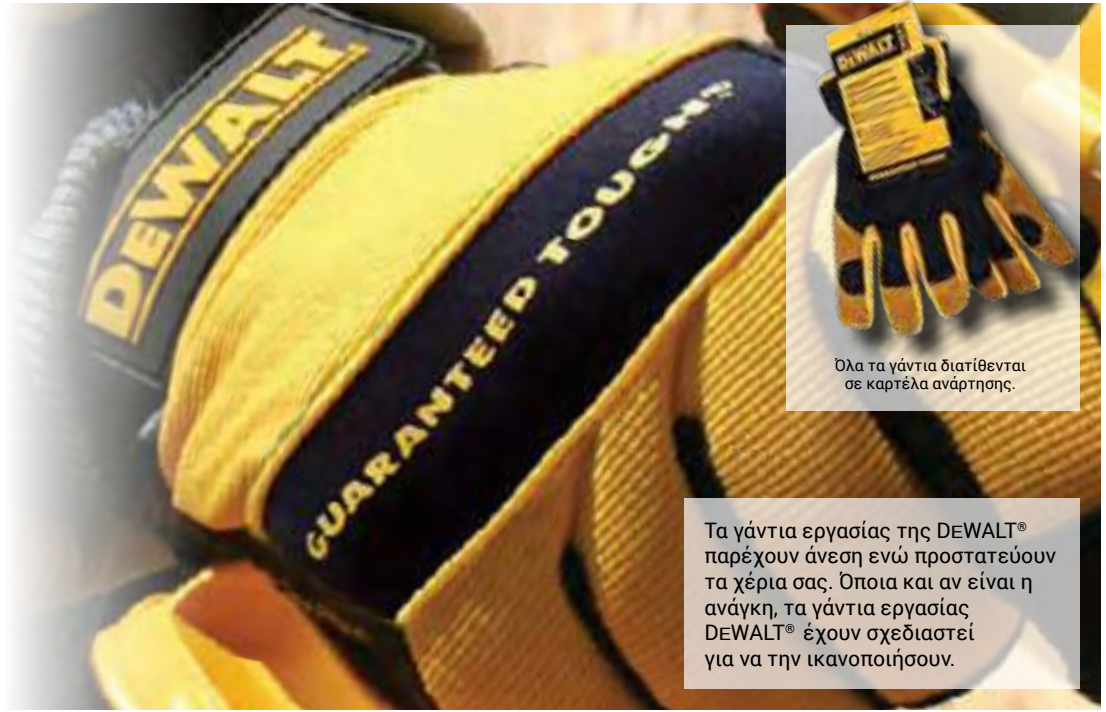 DEWALT
GUARANTEED TOUGH™
DEWALT
Όλα τα γάντια διατίθενται
σε καρτέλα ανάρτησης.
Τα γάντια εργασίας της DEWALT®
παρέχουν άνεση ενώ προστατεύουν
τα χέρια σας. Όποια και αν είναι η
ανάγκη, τα γάντια εργασίας
DEWALT® έχουν σχεδιαστεί
για να την ικανοποιήσουν.